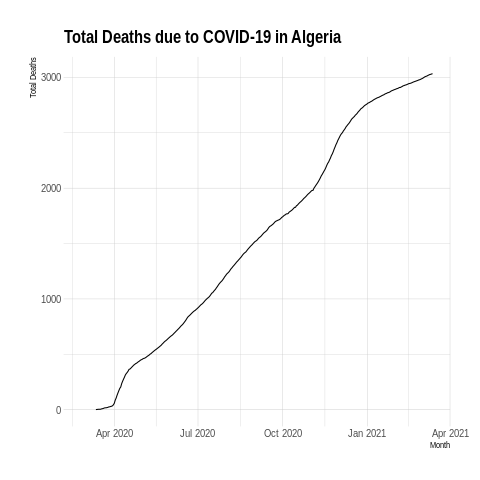 Total Deaths due to COVID-19 in Algeria
Total Deaths
3000
2000
1000
0
Apr 2020
Jul 2020
Oct 2020
Jan 2021
Apr 2021
Month